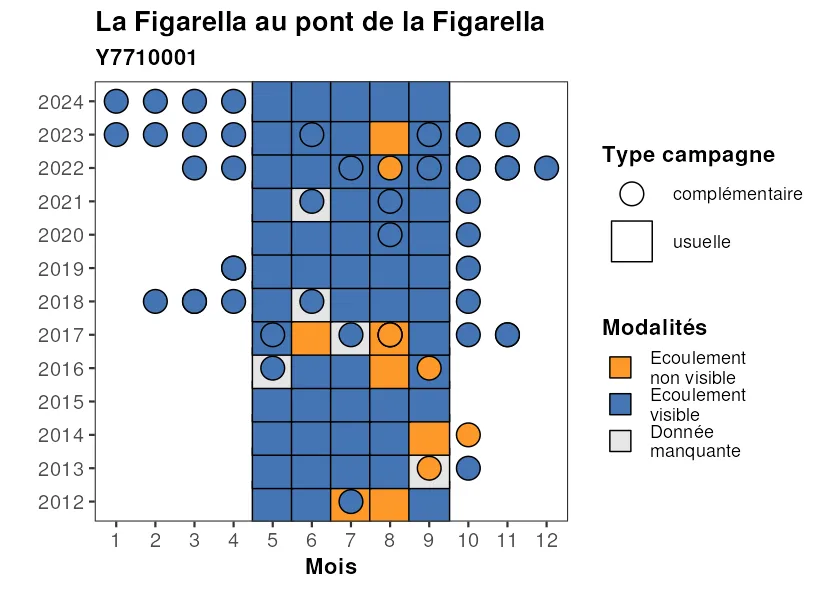 La Figarella au pont de la Figarella
Y7710001
2024
2023
2022
2021
2020
2019
2018
2017
2016
2015
2014
2013
2012
1 2 3 4 5 6 7 8 9 10 11 12
Mois
Type campagne
complémentaire
usuelle
Modalités
Ecoulement
non visible
Ecoulement
visible
Donnée
manquante